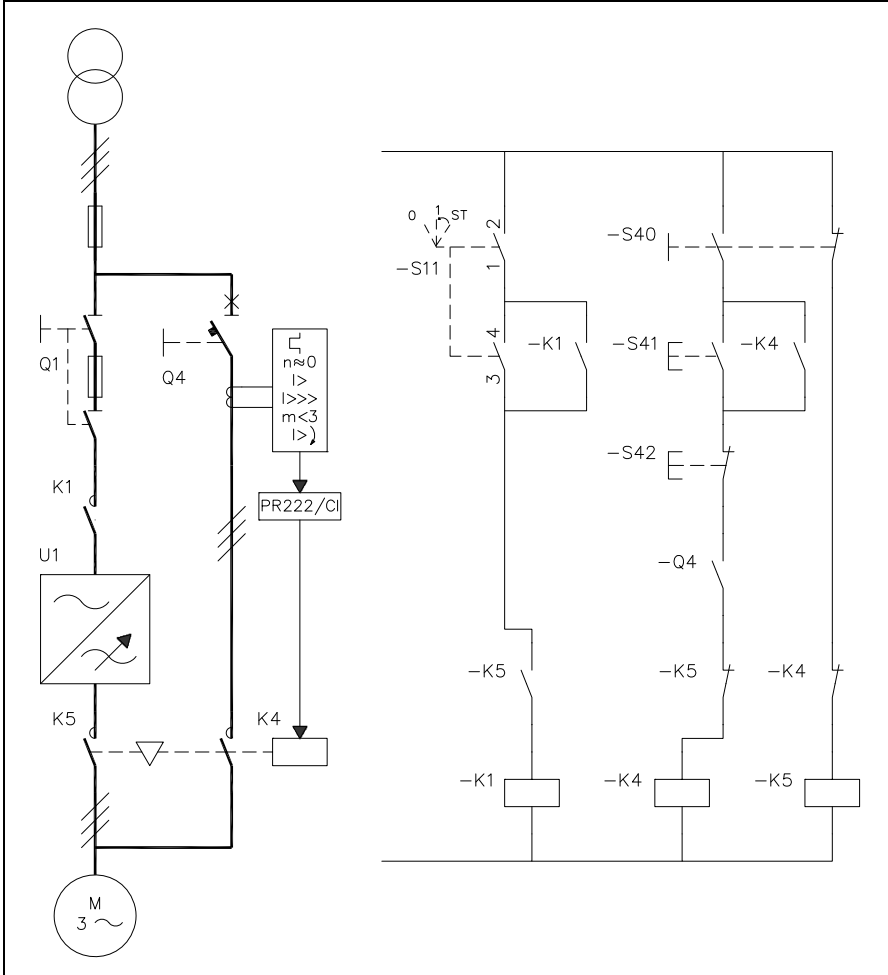 Q1
Q4
n≈0
I>
I>>>
m<3
I>
K1
PR222/CI
U1
K5
K4
M
3
0 1 ST
-S11
2
1
4
3
-K1
-S40
-S41
-K4
-S42
-Q4
-K5
-K5
-K4
-K1
-K4
-K5